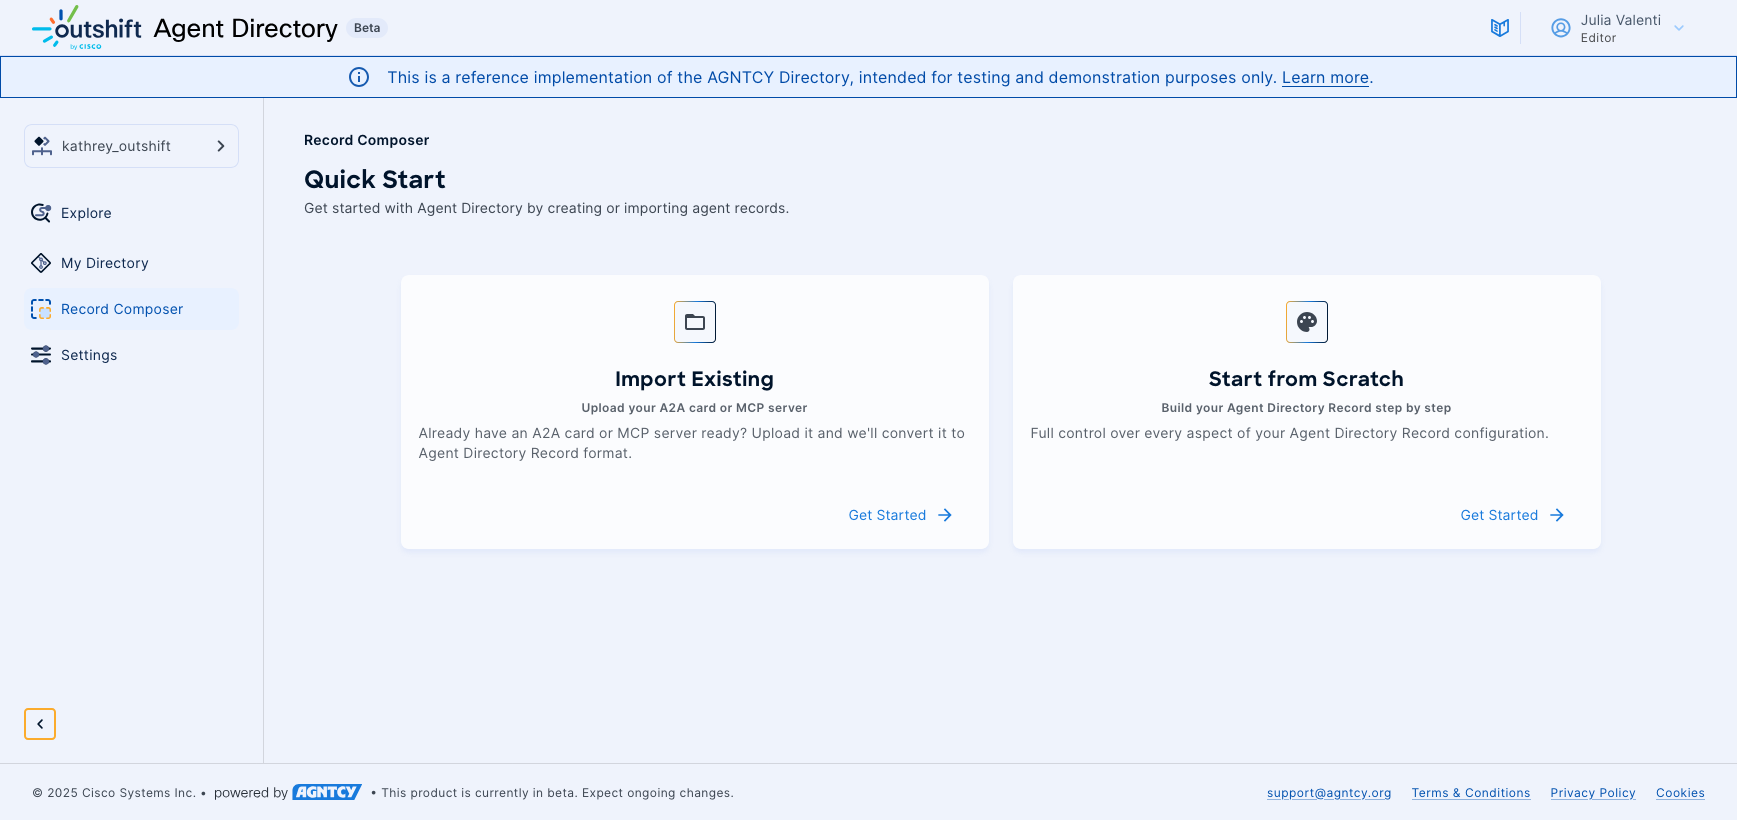 outshift
by CISCO
Agent Directory
Beta
Julia Valenti
Editor
This is a reference implementation of the AGNTCY Directory, intended for testing and demonstration purposes only. Learn more.
kathrey_outshift
Explore
My Directory
Record Composer
Settings
Record Composer
Quick Start
Get started with Agent Directory by creating or importing agent records.
Import Existing
Upload your A2A card or MCP server
Already have an A2A card or MCP server ready? Upload it and we'll convert it to
Agent Directory Record format.
Get Started
Start from Scratch
Build your Agent Directory Record step by step
Full control over every aspect of your Agent Directory Record configuration.
Get Started
© 2025 Cisco Systems Inc. • powered by AGNTCY • This product is currently in beta. Expect ongoing changes.
support@agntcy.org Terms & Conditions Privacy Policy Cookies